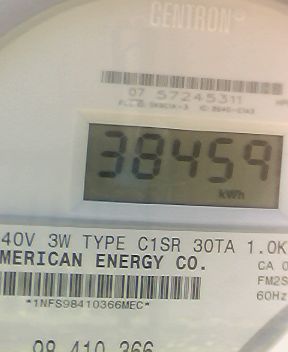 CENTRON
07 57245311
38459
kWh
40V 3W TYPE C1SR 30TA 1.0K
MERICAN ENERGY CO.
CA 0
FM2S
60Hz
*1NFS98410366MEC*
98 410 366